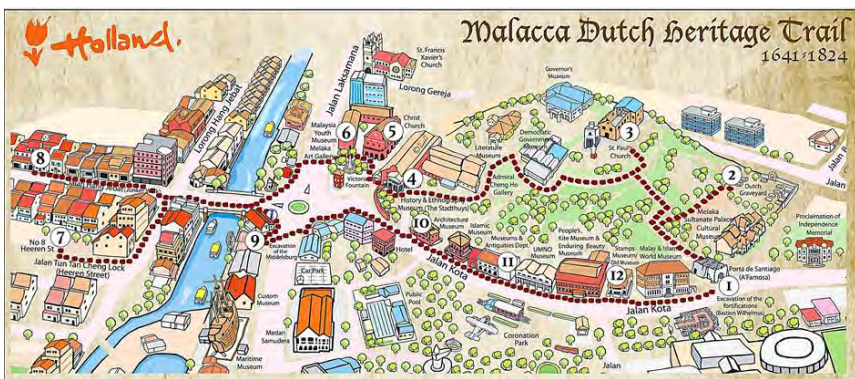 Holland.
Malacca Dutch Heritage Trail
1641-1824
St. Francis
Xavier's
Church
Lorong Gereja
Jalan Laksamana
Lorong Hang Jebat
Governor's
Museum
Christ
Church
Malaysia
Youth Museum
Melaka
Art Gallery
6
5
Victoria
Fountain
4
History & Ethnography
Museum (The Stadthuys)
Literature
Museum
Democratic
Government
Museum
Admiral
Cheng Ho
Gallery
3
St. Paul
Church
2
Dutch
Graveyard
Jalan
Melaka
Sultanate Palace
Cultural
Museum
Proclamation of
Independence
Memorial
8
7
No 8
Heeren St.
Jalan Tun Tan Cheng Lock
(Heeren Street)
9
Excavation of the
Middelsburg
Custom
Museum
Maritime
Museum
Car Park
Medan
Samudera
Hotel
Public
Pool
10
Architecture
Museum
Islamic
Museum
Jalan Kota
Museums &
Antiquities Dept.
11
UMNO
Museum
People's,
Kite Museum &
Enduring Beauty
Museum
Stamps
Museum/
Old Museum
12
Malay & Islamic
World Museum
Jalan Kota
1
Porta de Santiago
(A'Famosa)
Excavation of the
fortifications
(Bastion Wilhelmus)
Coronation
Park
Jalan